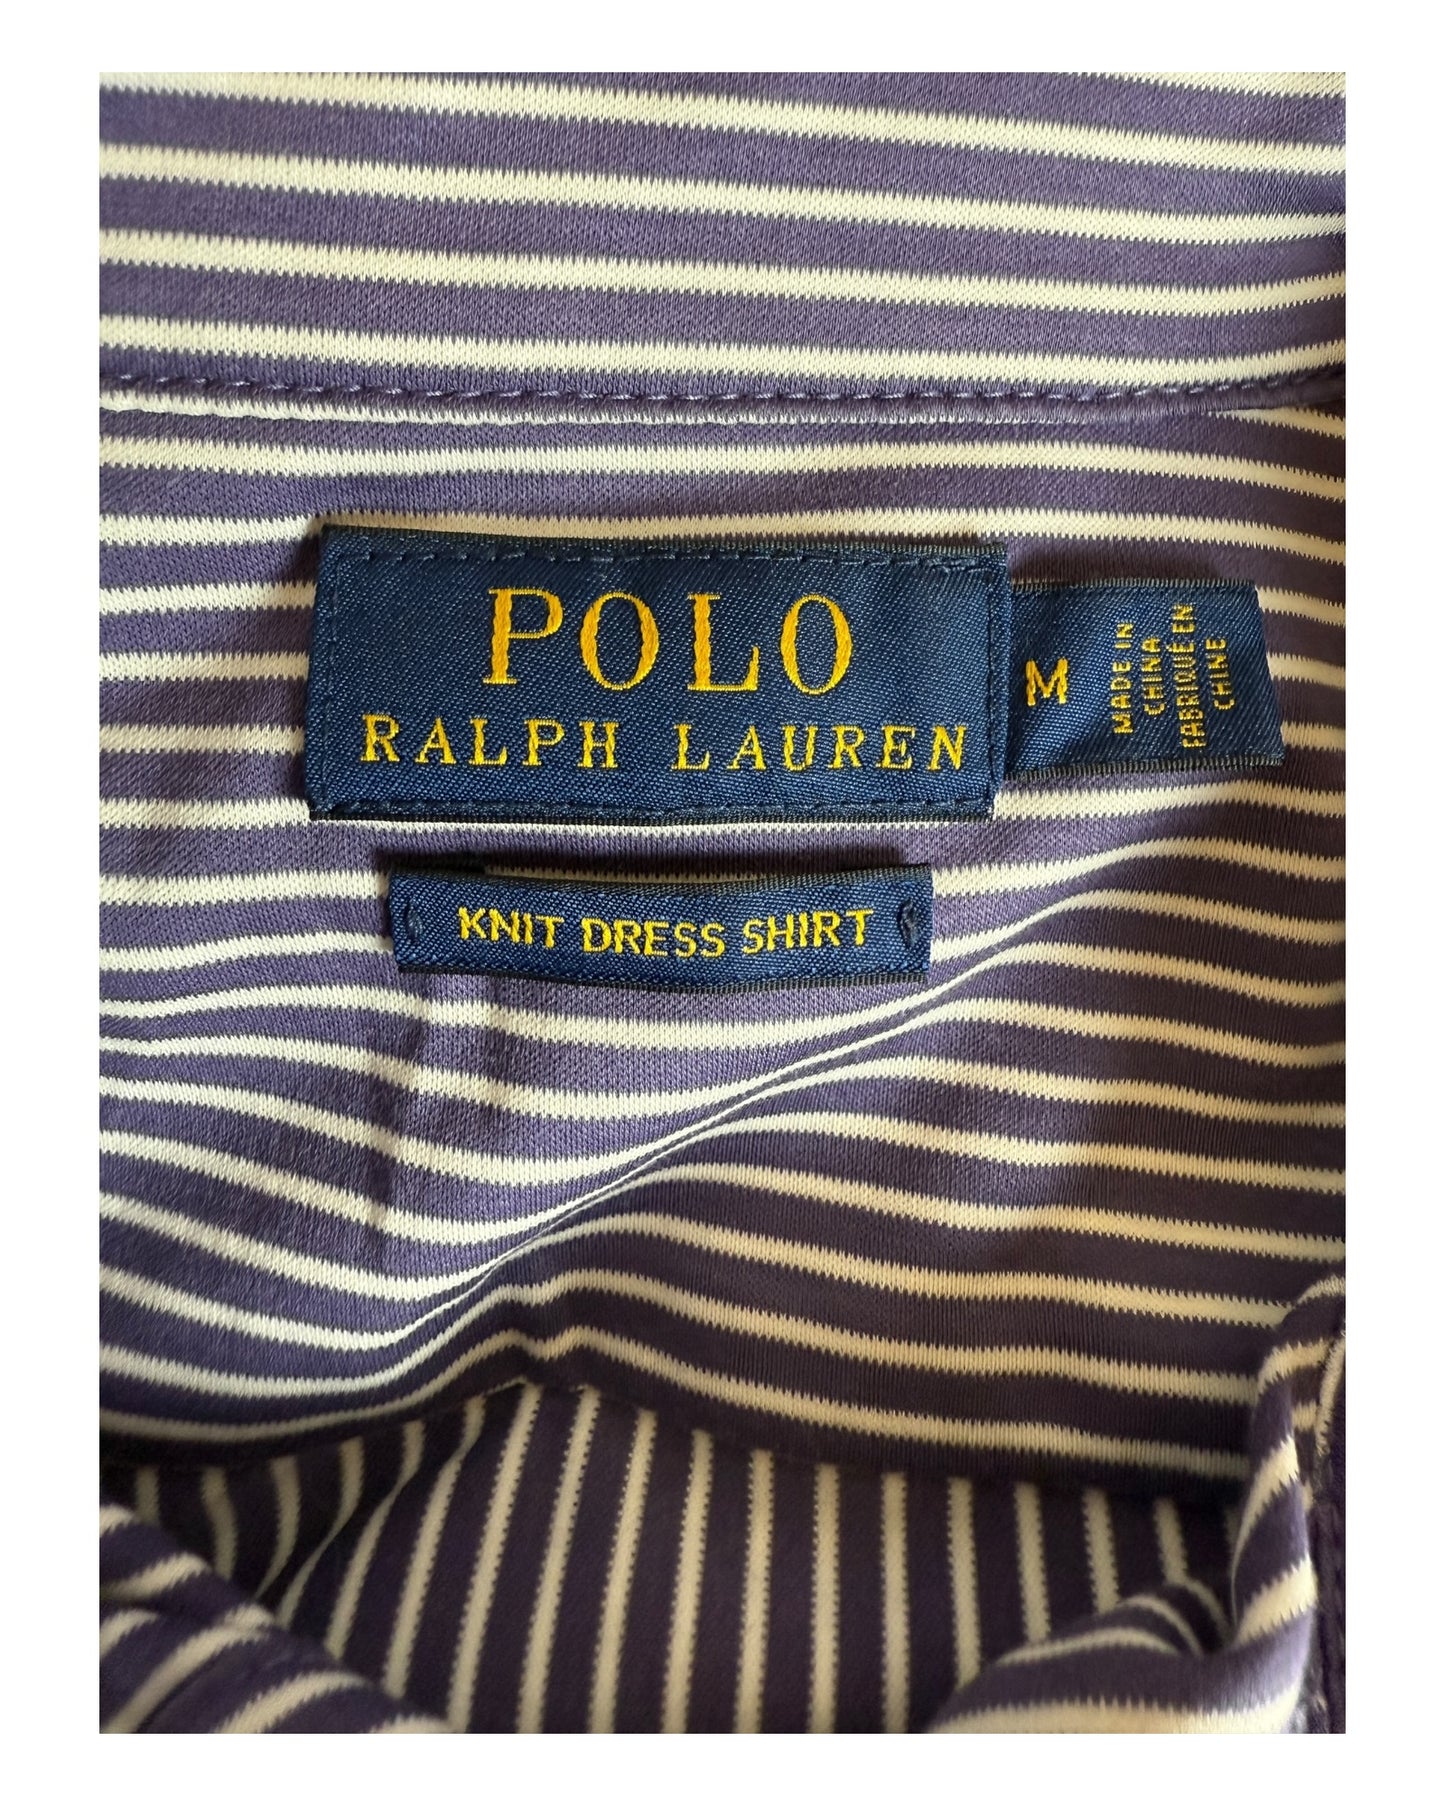 POLO
RALPH LAUREN
M
MADE IN
CHINA
FABRIQUÉ EN
CHINE
KNIT DRESS SHIRT